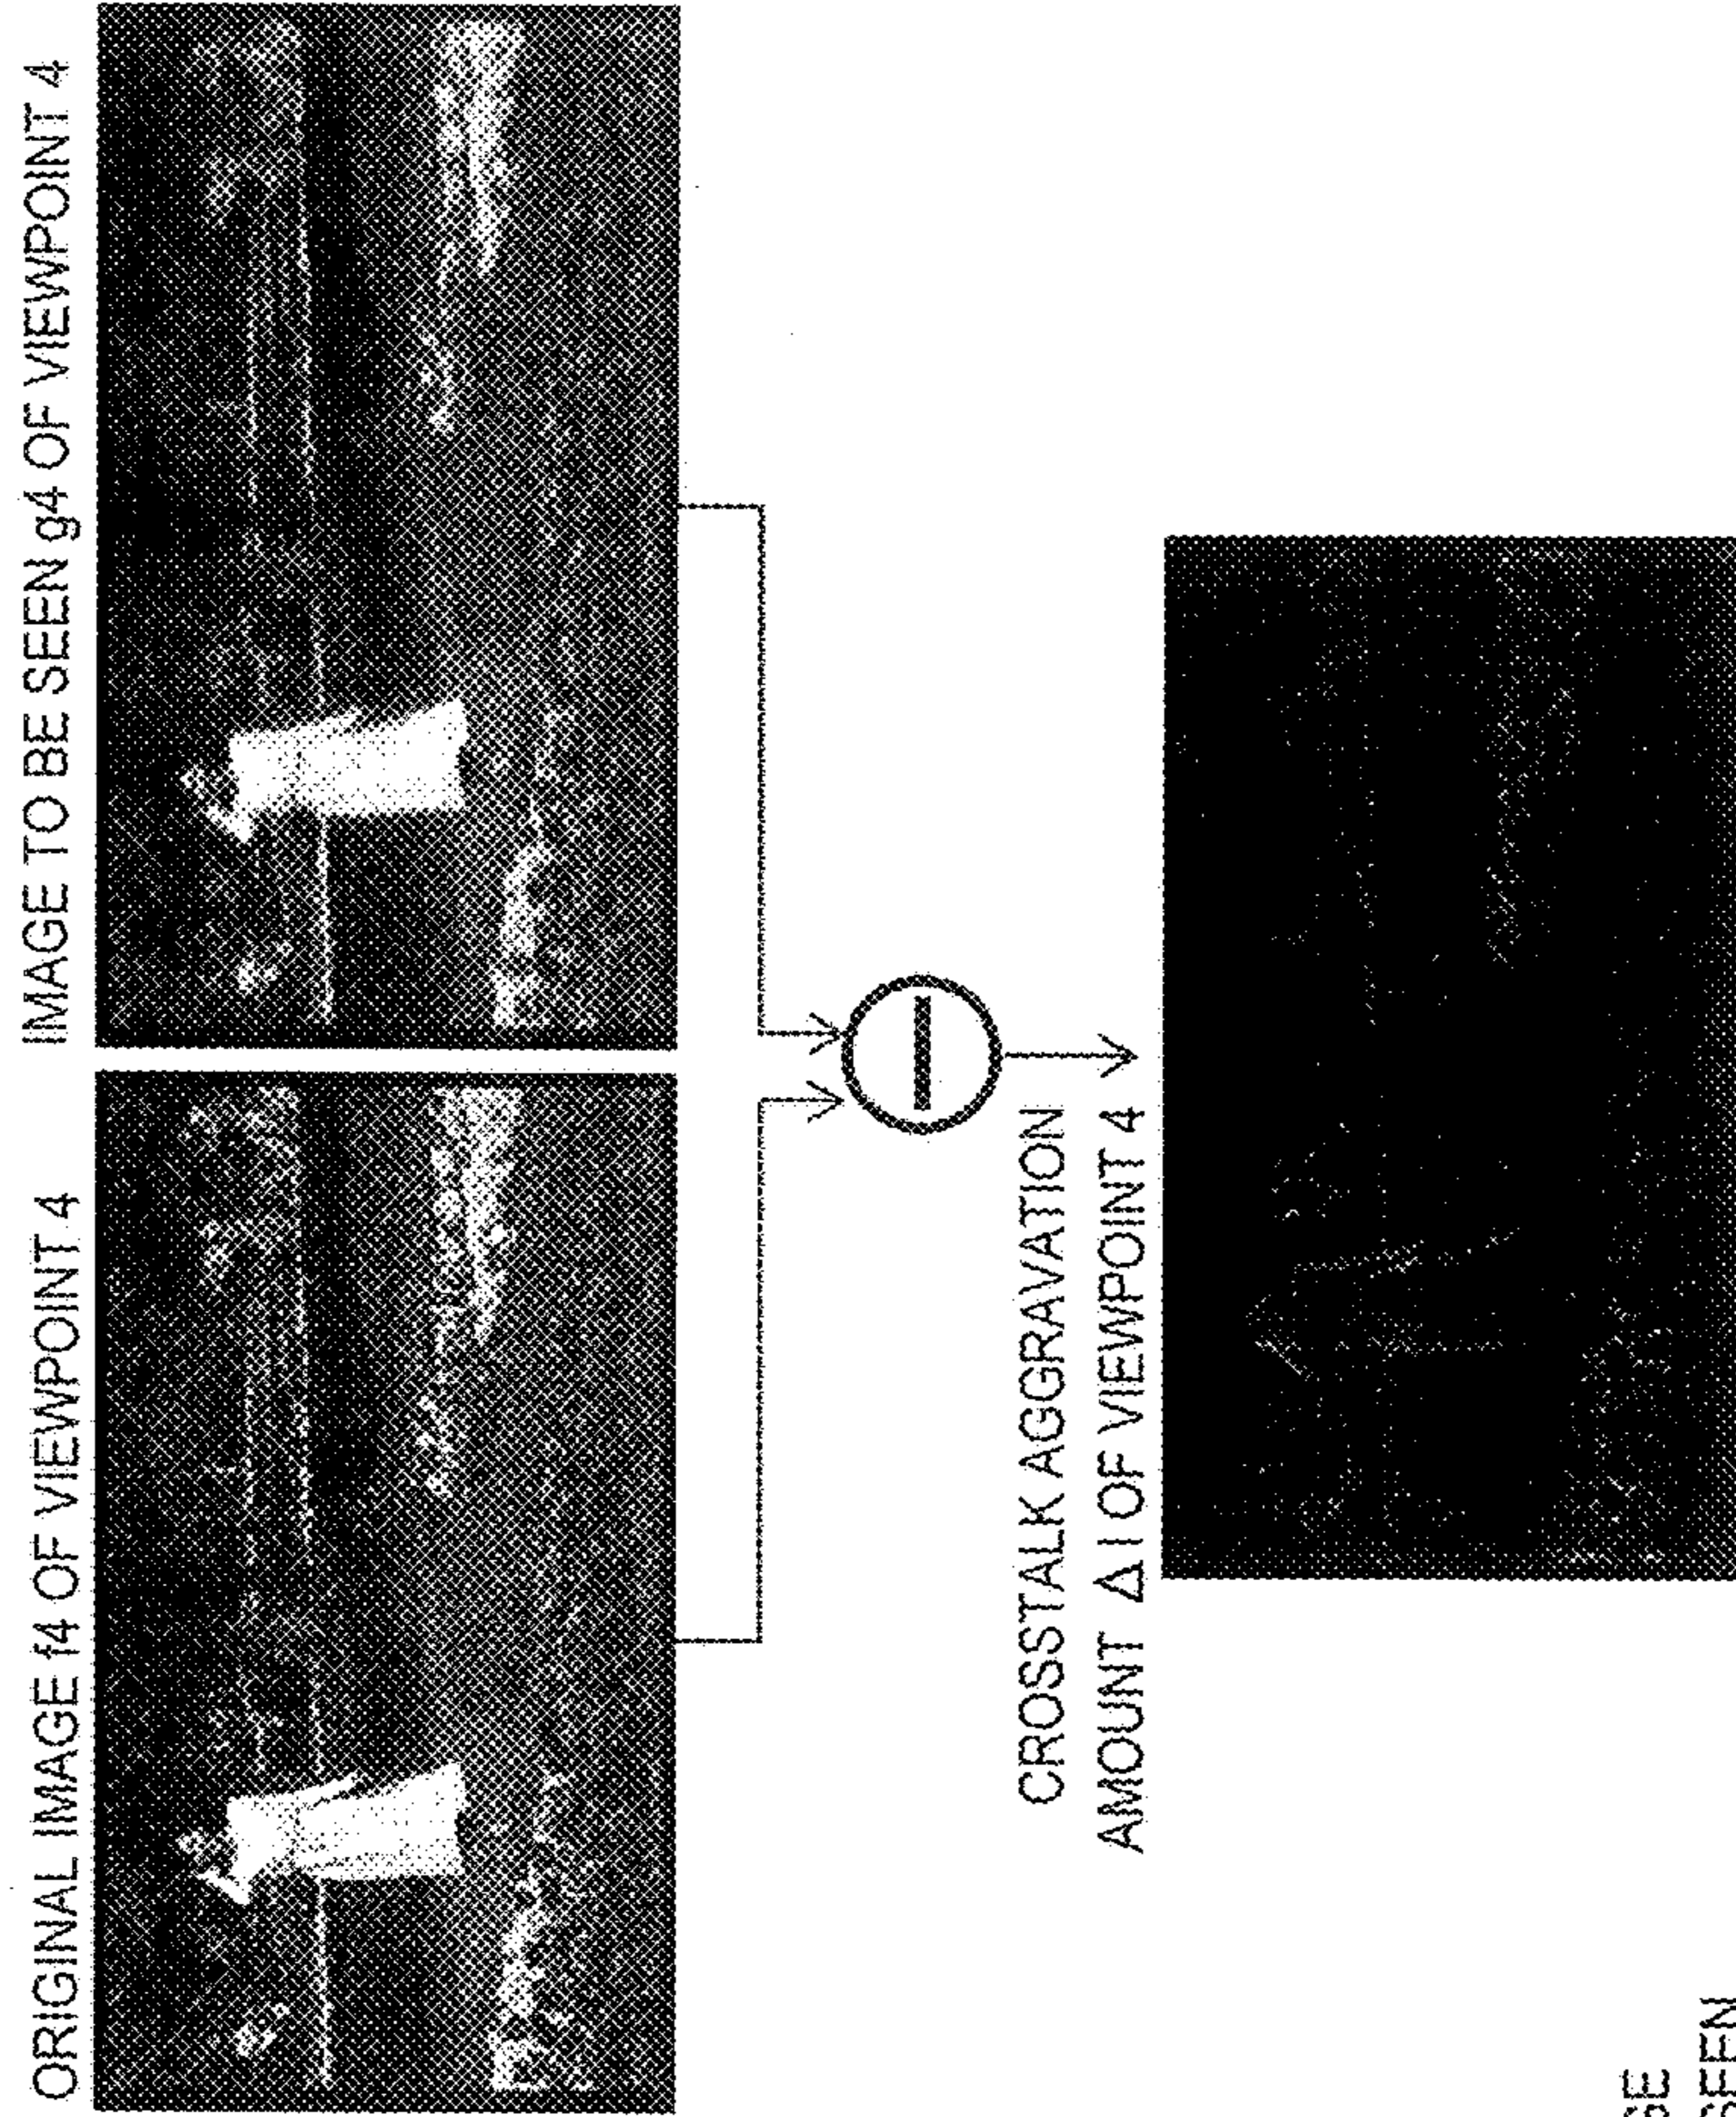 ORIGINAL IMAGE f4 OF VIEWPOINT 4
IMAGE TO BE SEEN g4 OF VIEWPOINT 4
CROSSTALK AGGRAVATION
AMOUNT Δ I OF VIEWPOINT 4
SEEN